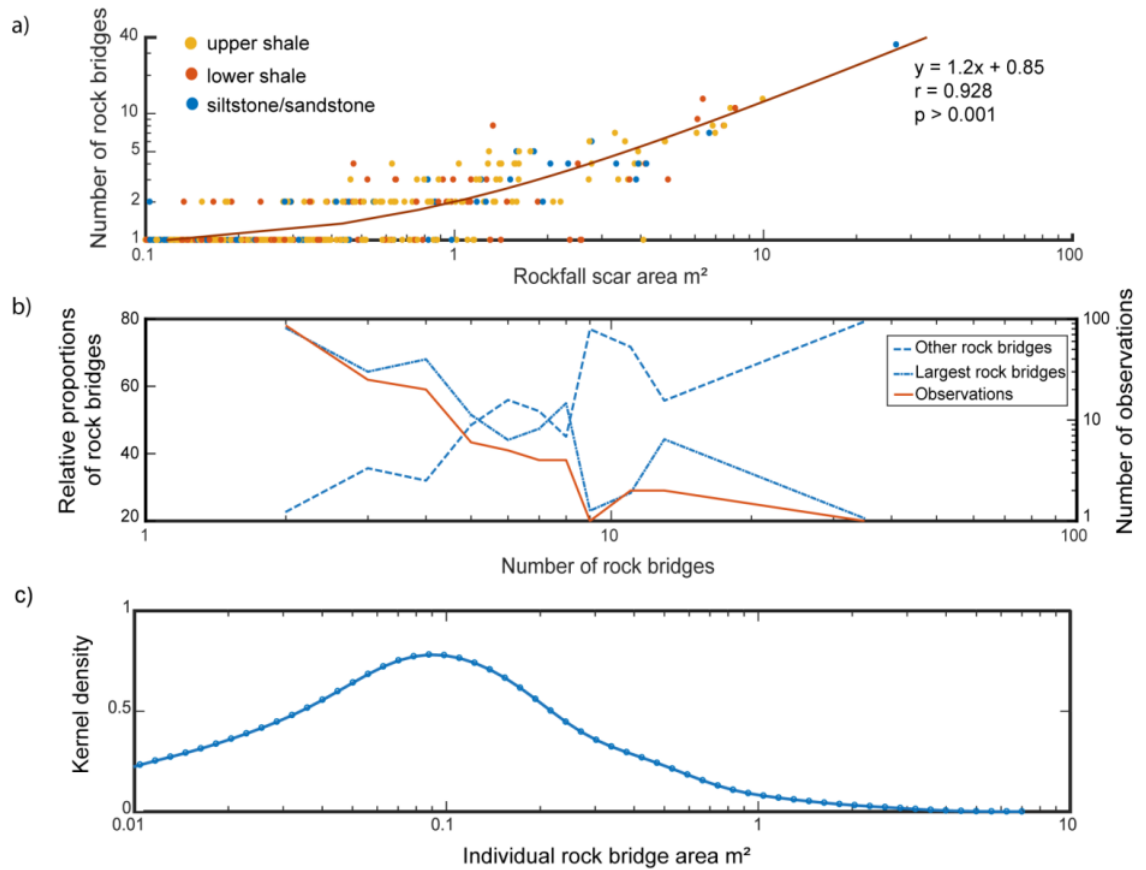 a)
40
10
5
2
1
Number of rock bridges
upper shale
lower shale
siltstone/sandstone
y = 1.2x + 0.85
r = 0.928
p > 0.001
0.1
1
10
100
Rockfall scar area m²
b)
80
60
40
20
Relative proportions
of rock bridges
Other rock bridges
Largest rock bridges
Observations
100
10
1
Number of observations
1
10
100
Number of rock bridges
c)
1
0.5
0
Kernel density
0.01
0.1
1
10
Individual rock bridge area m²